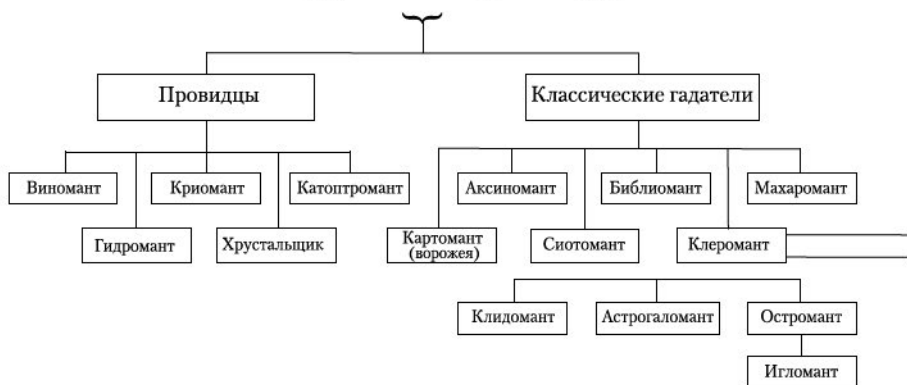 Провидцы
Классические гадатели
Виномант
Криомант
Катоптромант
Аксиномант
Библиомант
Махаромант
Гидромант
Хрустальщик
Картомант
(ворожея)
Сиотомант
Клеромант
Клидомант
Астрогаломант
Остромант
Игломант